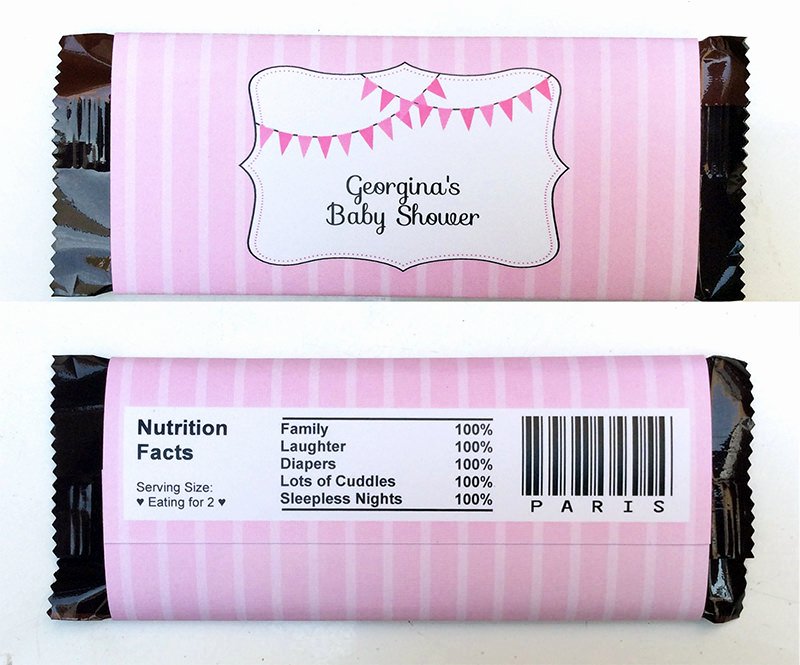 Georgina's
Baby Shower
Nutrition
Facts
Serving Size:
♥ Eating for 2 ♥
Family 100%
Laughter 100%
Diapers 100%
Lots of Cuddles 100%
Sleepless Nights 100%
PARIS